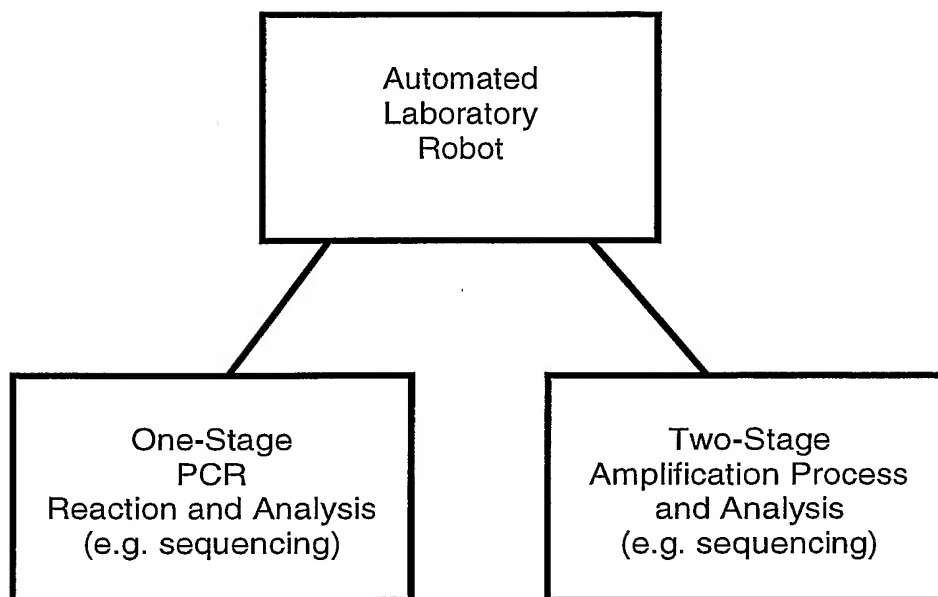 Automated
Laboratory
Robot
One-Stage
PCR
Reaction and Analysis
(e.g. sequencing)
Two-Stage
Amplification Process
and Analysis
(e.g. sequencing)